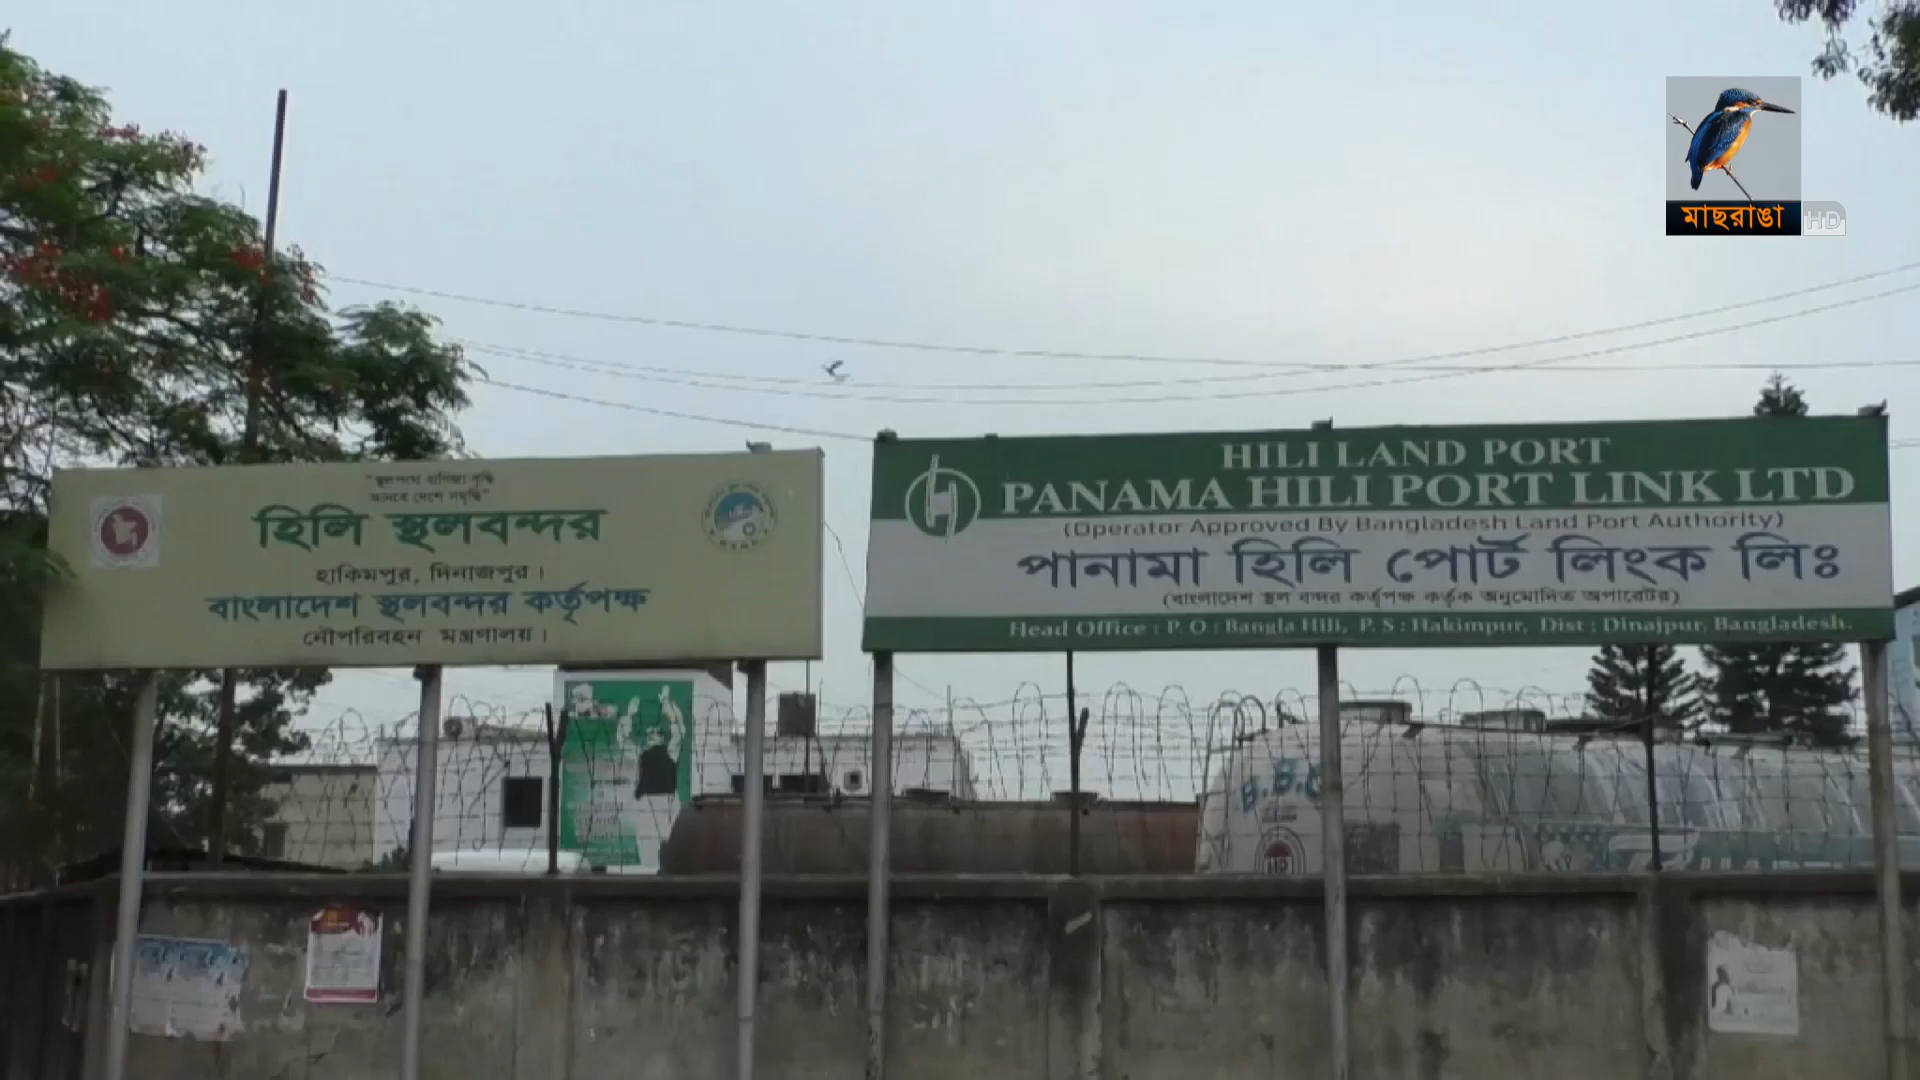 "স্থলপথে বাণিজ্য বৃদ্ধি
আনবে দেশে সমৃদ্ধি"
হিলি স্থলবন্দর
হাকিমপুর, দিনাজপুর।
বাংলাদেশ স্থলবন্দর কর্তৃপক্ষ
নৌপরিবহন মন্ত্রণালয়।
HILI LAND PORT
PANAMA HILI PORT LINK LTD
(Operator Approved By Bangladesh Land Port Authority)
পানামা হিলি পোর্ট লিংক লিঃ
(বাংলাদেশ স্থল বন্দর কর্তৃপক্ষ কর্তৃক অনুমোদিত অপারেটর)
Head Office : P. O : Bangla Hili, P. S : Hakimpur, Dist : Dinajpur, Bangladesh.
মাছরাঙা HD